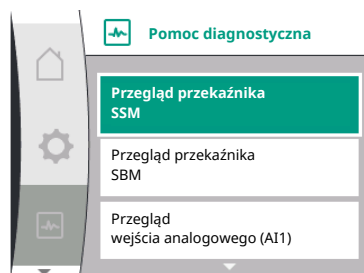 Pomoc diagnostyczna
Przegląd przekaźnika
SSM
Przegląd przekaźnika
SBM
Przegląd
wejścia analogowego (AI1)